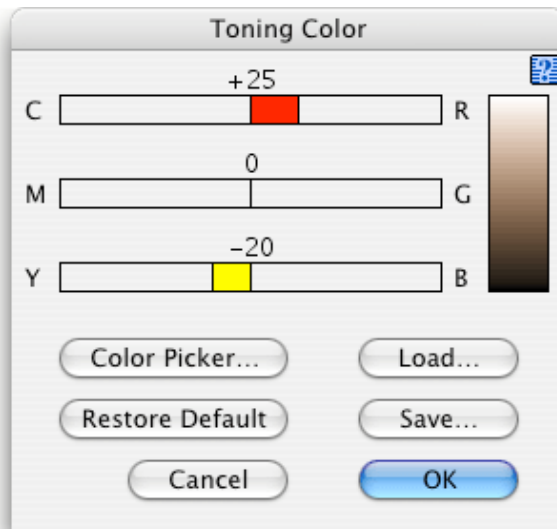 Toning Color
+25
C R
0
M G
−20
Y B
Color Picker... Load...
Restore Default Save...
Cancel OK